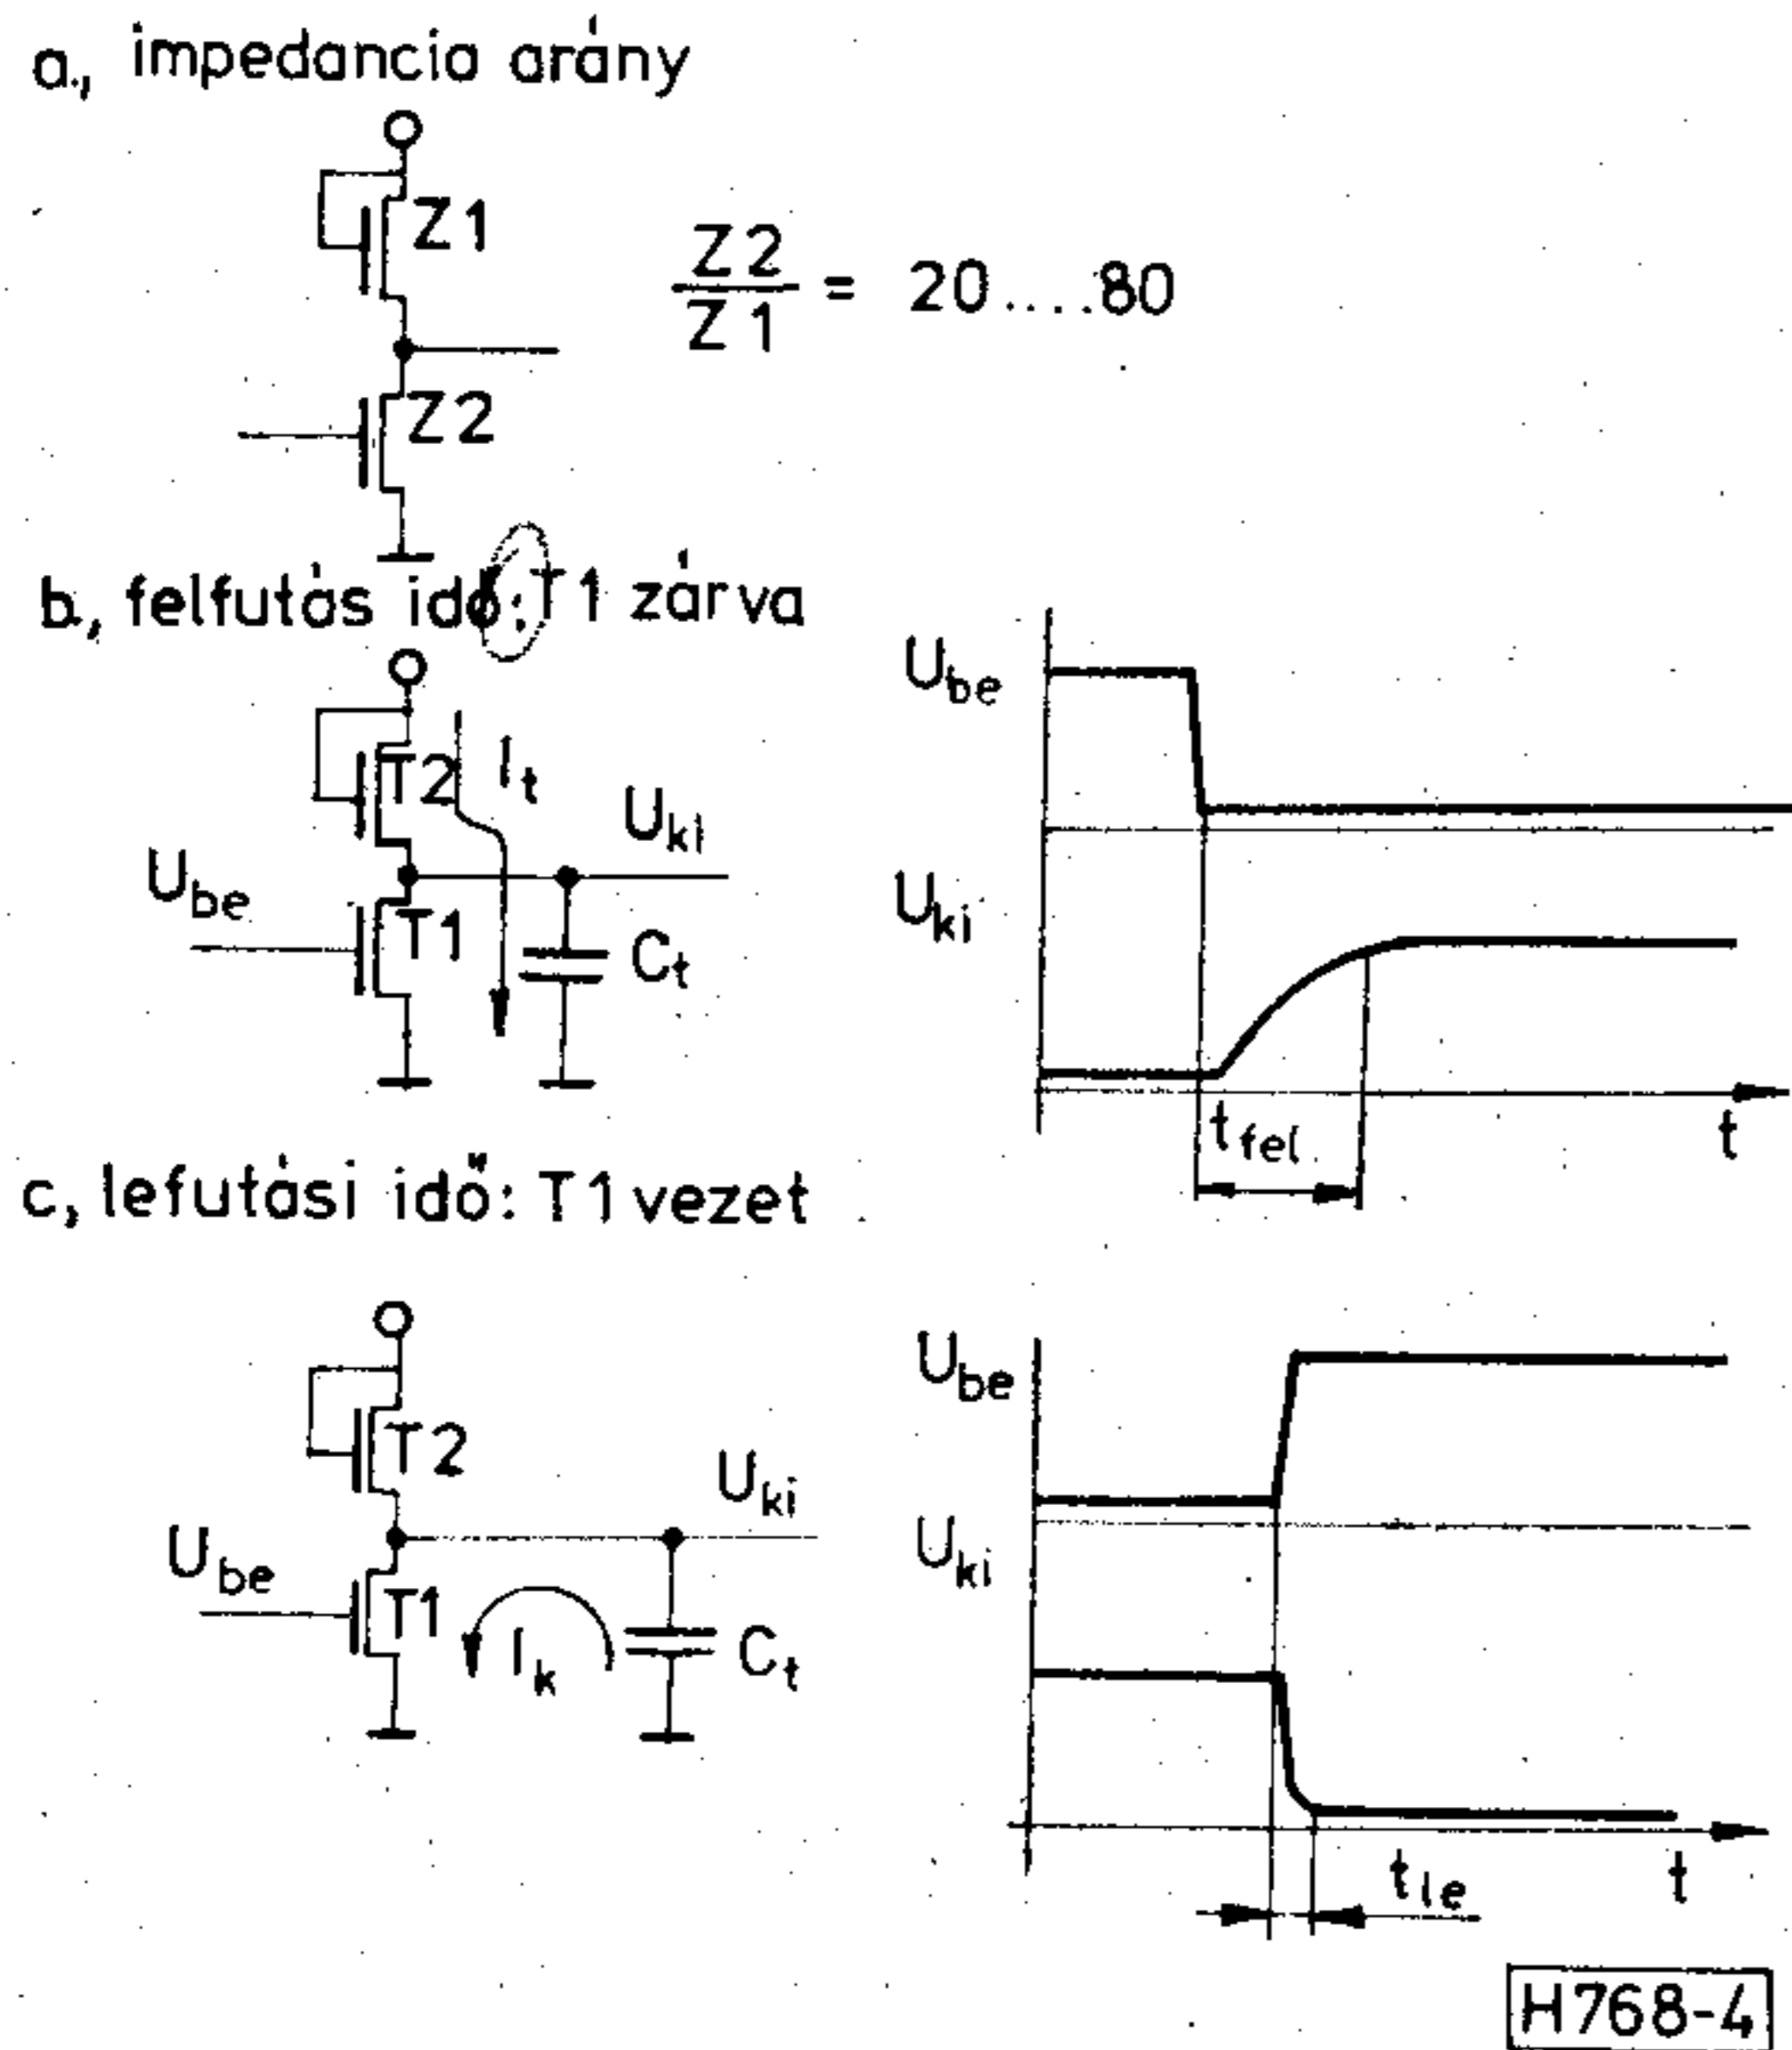 a., impedancia arány
Z1
Z2
Z2
Z1
= 20....80
b., felfutás idő: T1 zárva
T2
I_t
U_ki
U_be
T1
C_t
U_be
U_ki
t_fel
t
c, lefutási idő: T1 vezet
T2
U_ki
U_be
T1
I_k
C_t
U_be
U_ki
t_le
t
H768-4